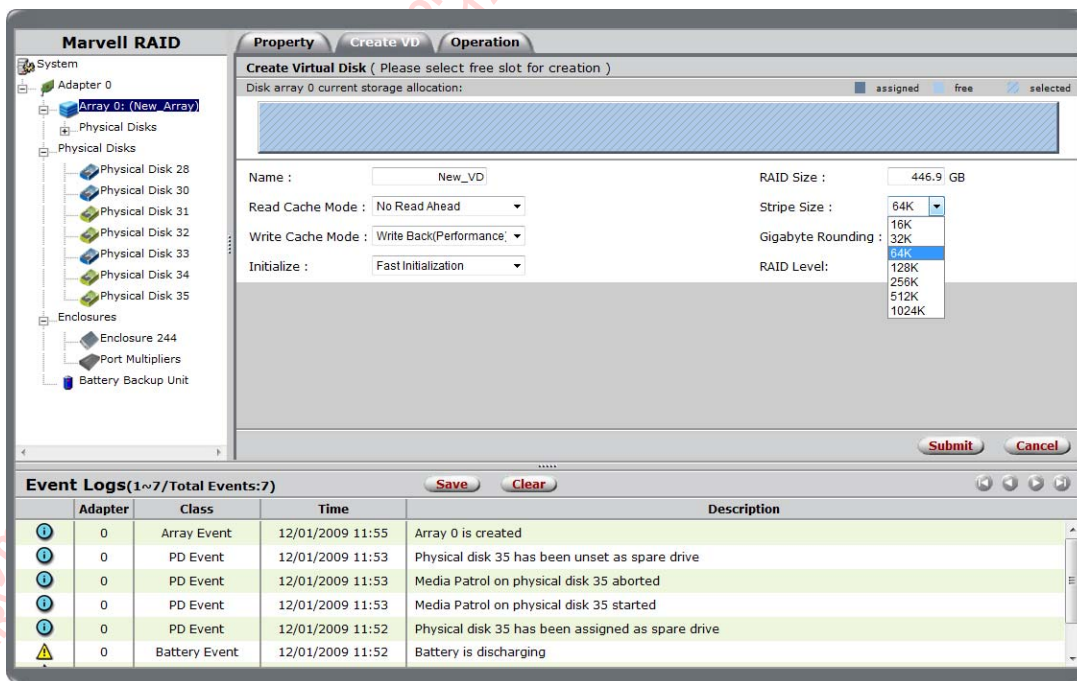 Marvell RAID
System
Adapter 0
Array 0: (New_Array)
Physical Disks
Physical Disks
Physical Disk 28
Physical Disk 30
Physical Disk 31
Physical Disk 32
Physical Disk 33
Physical Disk 34
Physical Disk 35
Enclosures
Enclosure 244
Port Multipliers
Battery Backup Unit
Property Create VD Operation
Create Virtual Disk ( Please select free slot for creation )
Disk array 0 current storage allocation: assigned free selected
Name : New_VD RAID Size : 446.9 GB
Read Cache Mode : No Read Ahead Stripe Size : 64K
Write Cache Mode : Write Back(Performance) Gigabyte Rounding :
Initialize : Fast Initialization RAID Level:
16K
32K
64K
128K
256K
512K
1024K
Submit Cancel
Event Logs(1~7/Total Events:7) Save Clear
Adapter Class Time Description
0 Array Event 12/01/2009 11:55 Array 0 is created
0 PD Event 12/01/2009 11:53 Physical disk 35 has been unset as spare drive
0 PD Event 12/01/2009 11:53 Media Patrol on physical disk 35 aborted
0 PD Event 12/01/2009 11:53 Media Patrol on physical disk 35 started
0 PD Event 12/01/2009 11:52 Physical disk 35 has been assigned as spare drive
0 Battery Event 12/01/2009 11:52 Battery is discharging